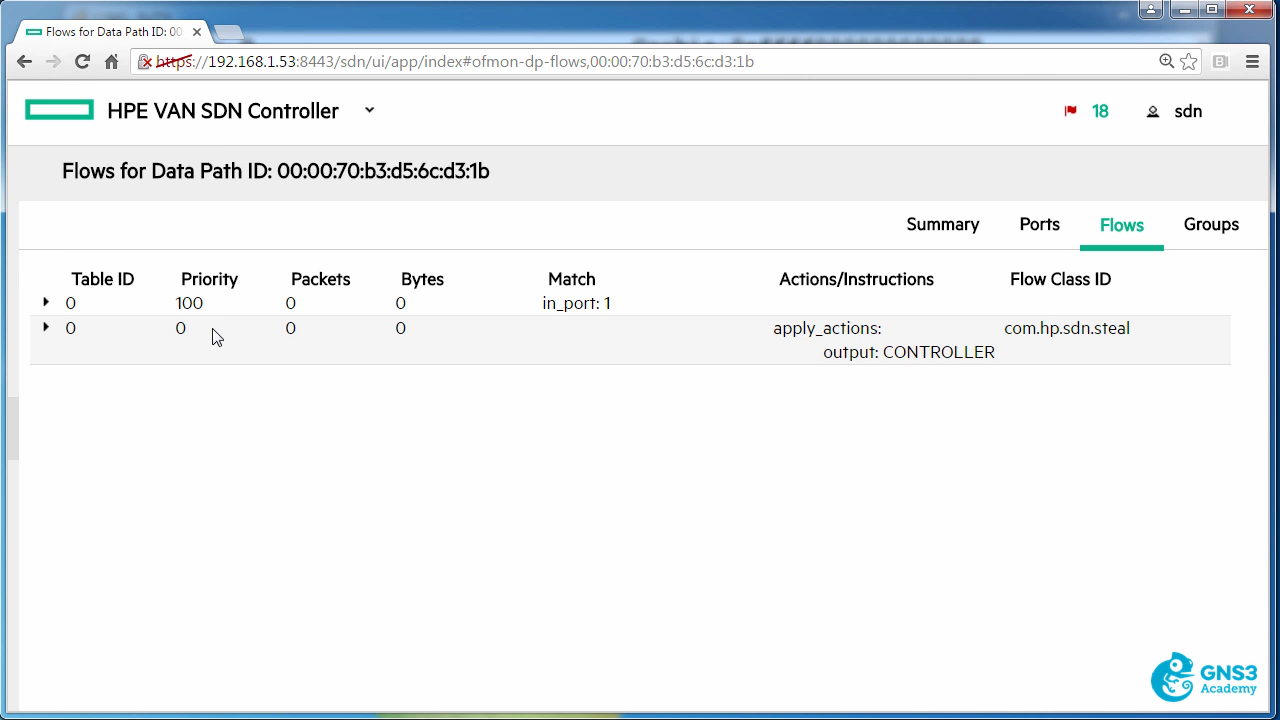 Flows for Data Path ID: 00
https://192.168.1.53:8443/sdn/ui/app/index#ofmon-dp-flows,00:00:70:b3:d5:6c:d3:1b
HPE VAN SDN Controller
18
sdn
Flows for Data Path ID: 00:00:70:b3:d5:6c:d3:1b
Summary Ports Flows Groups
Table ID Priority Packets Bytes Match Actions/Instructions Flow Class ID
0 100 0 0 in_port: 1
0 0 0 0 apply_actions: com.hp.sdn.steal
output: CONTROLLER
GNS3
Academy